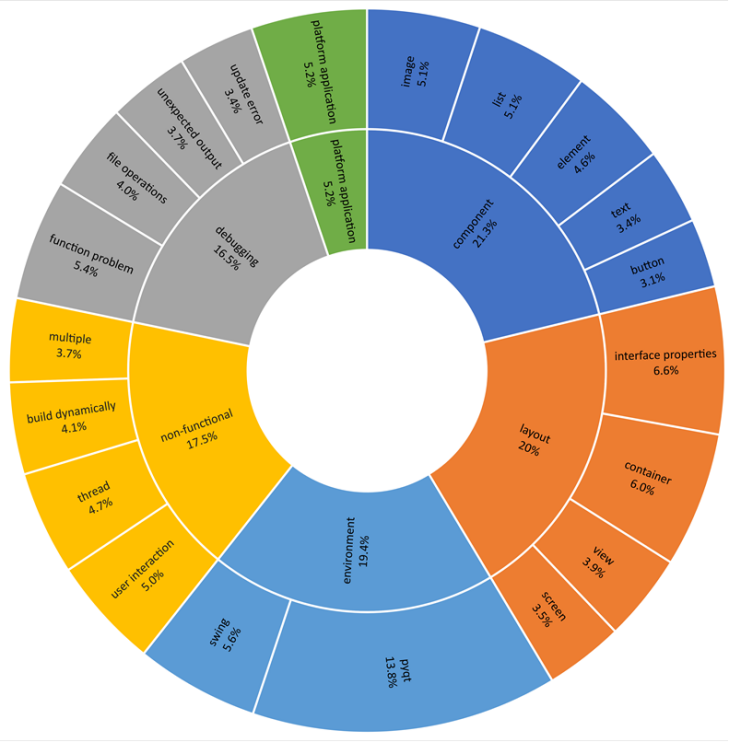 platform application
5.2%
image
5.1%
list
5.1%
element
4.6%
text
3.4%
button
3.1%
component
21.3%
interface properties
6.6%
container
6.0%
view
3.9%
screen
3.5%
layout
20%
pyqt
13.8%
swing
5.6%
environment
19.4%
user interaction
5.0%
thread
4.7%
build dynamically
4.1%
multiple
3.7%
non-functional
17.5%
function problem
5.4%
file operations
4.0%
unexpected output
3.7%
update error
3.4%
debugging
16.5%
platform application
5.2%